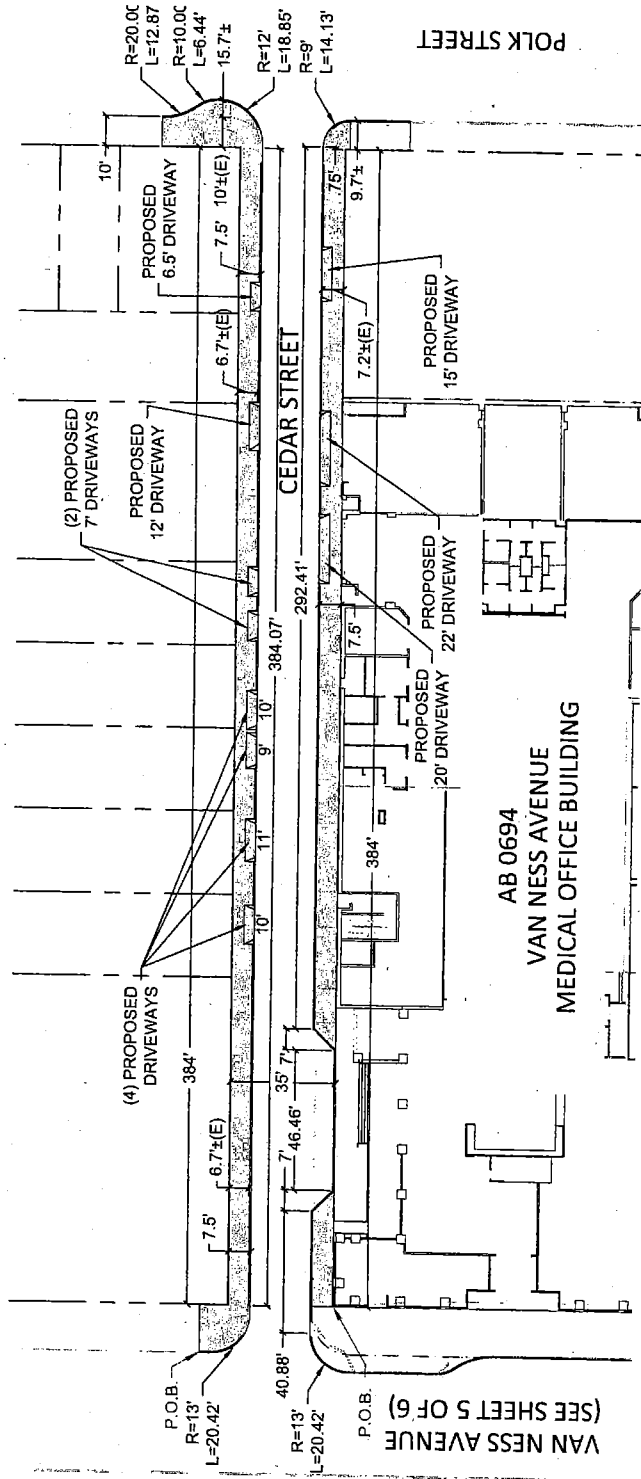 R=20.00
L=12.87
R=10.00
L=6.44'
15.7'±
R=12'
L=18.85'
R=9'
L=14.13'
POLK STREET
10'
PROPOSED
6.5' DRIVEWAY
7.5'
10'±(E)
.75'
9.7'±
(2) PROPOSED
7' DRIVEWAYS
PROPOSED
12' DRIVEWAY
6.7'±(E)
CEDAR STREET
7.2'±(E)
PROPOSED
15' DRIVEWAY
384.07'
292.41'
7.5'
PROPOSED
22' DRIVEWAY
PROPOSED
20' DRIVEWAY
10'
9'
11'
10'
(4) PROPOSED
DRIVEWAYS
384'
384'
AB 0694
VAN NESS AVENUE
MEDICAL OFFICE BUILDING
35'
7'
46.46'
7'
6.7'±(E)
7.5'
40.88'
P.O.B.
R=13'
L=20.42'
R=13'
L=20.42'
P.O.B.
VAN NESS AVENUE
(SEE SHEET 5 OF 6)